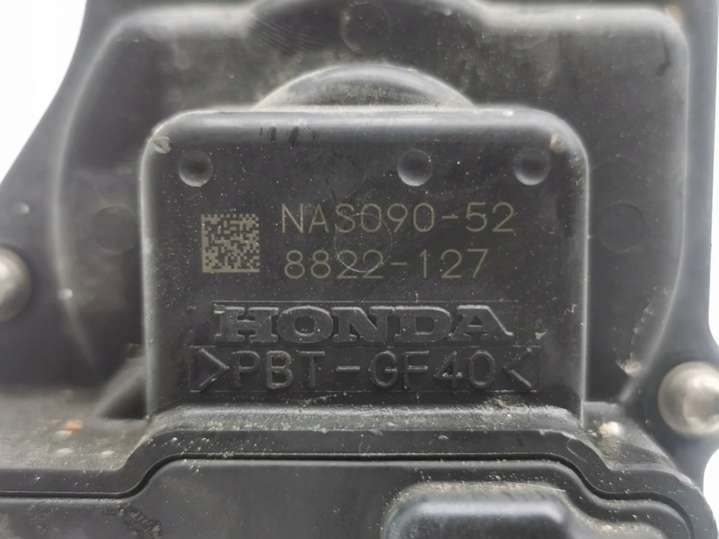 NAS090-52
8822-127
HONDA
>PBT-GF40<